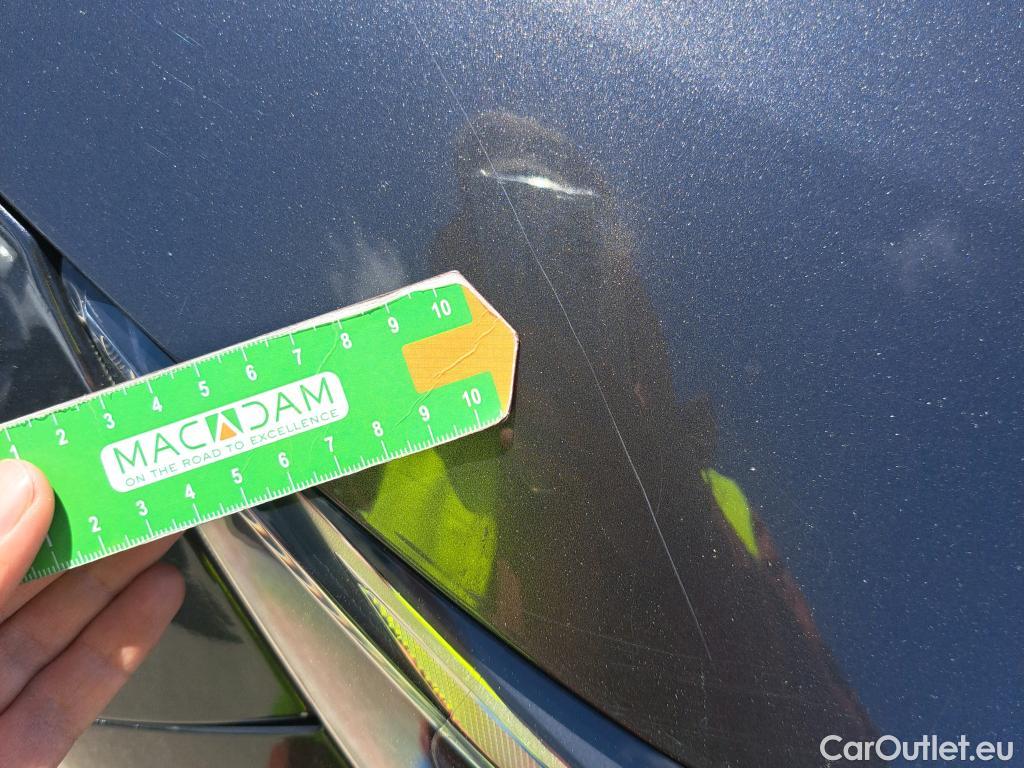 1 2 3 4 5 6 7 8 9 10
MACADAM
ON THE ROAD TO EXCELLENCE
2 3 4 5 6 7 8 9 10
CarOutlet.eu